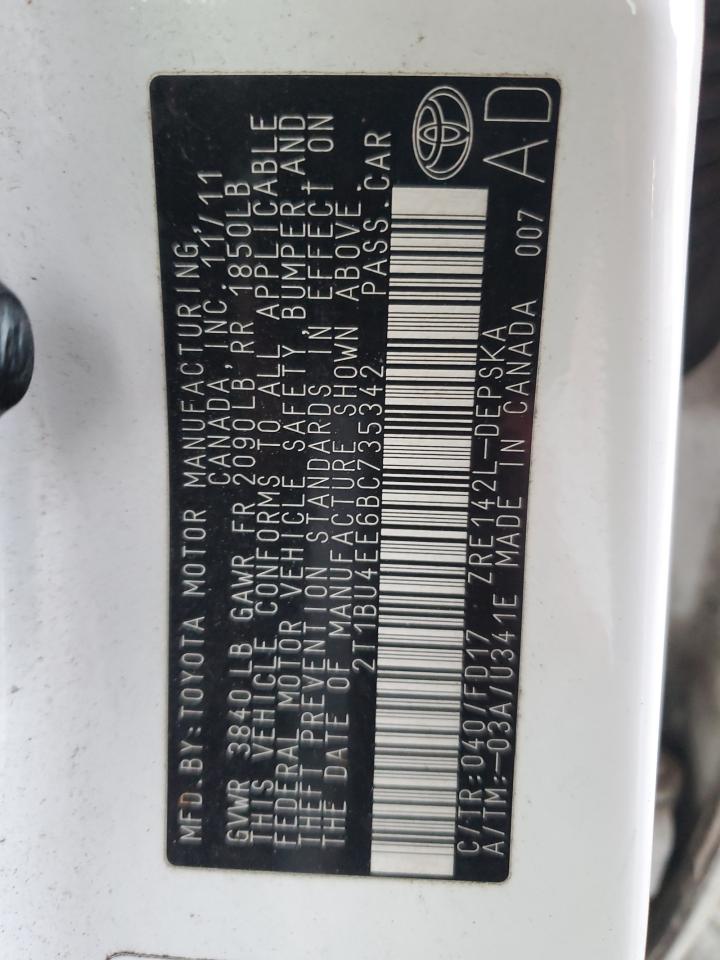 MFD.BY:TOYOTA MOTOR MANUFACTURING,
CANADA, INC. 11/11
GVWR 3840 LB GAWR FR 2090LB, RR 1850LB
THIS VEHICLE CONFORMS TO ALL APPLICABLE
FEDERAL MOTOR VEHICLE SAFETY, BUMPER, AND
THEFT PREVENTION STANDARDS IN EFFECT ON
THE DATE OF MANUFACTURE SHOWN ABOVE.
2T1BU4EE6BC735342 PASS.CAR
C/TR:040/FD17 ZRE142L-DEPSKA
A/TM:-03A/U341E MADE IN CANADA 007
AD